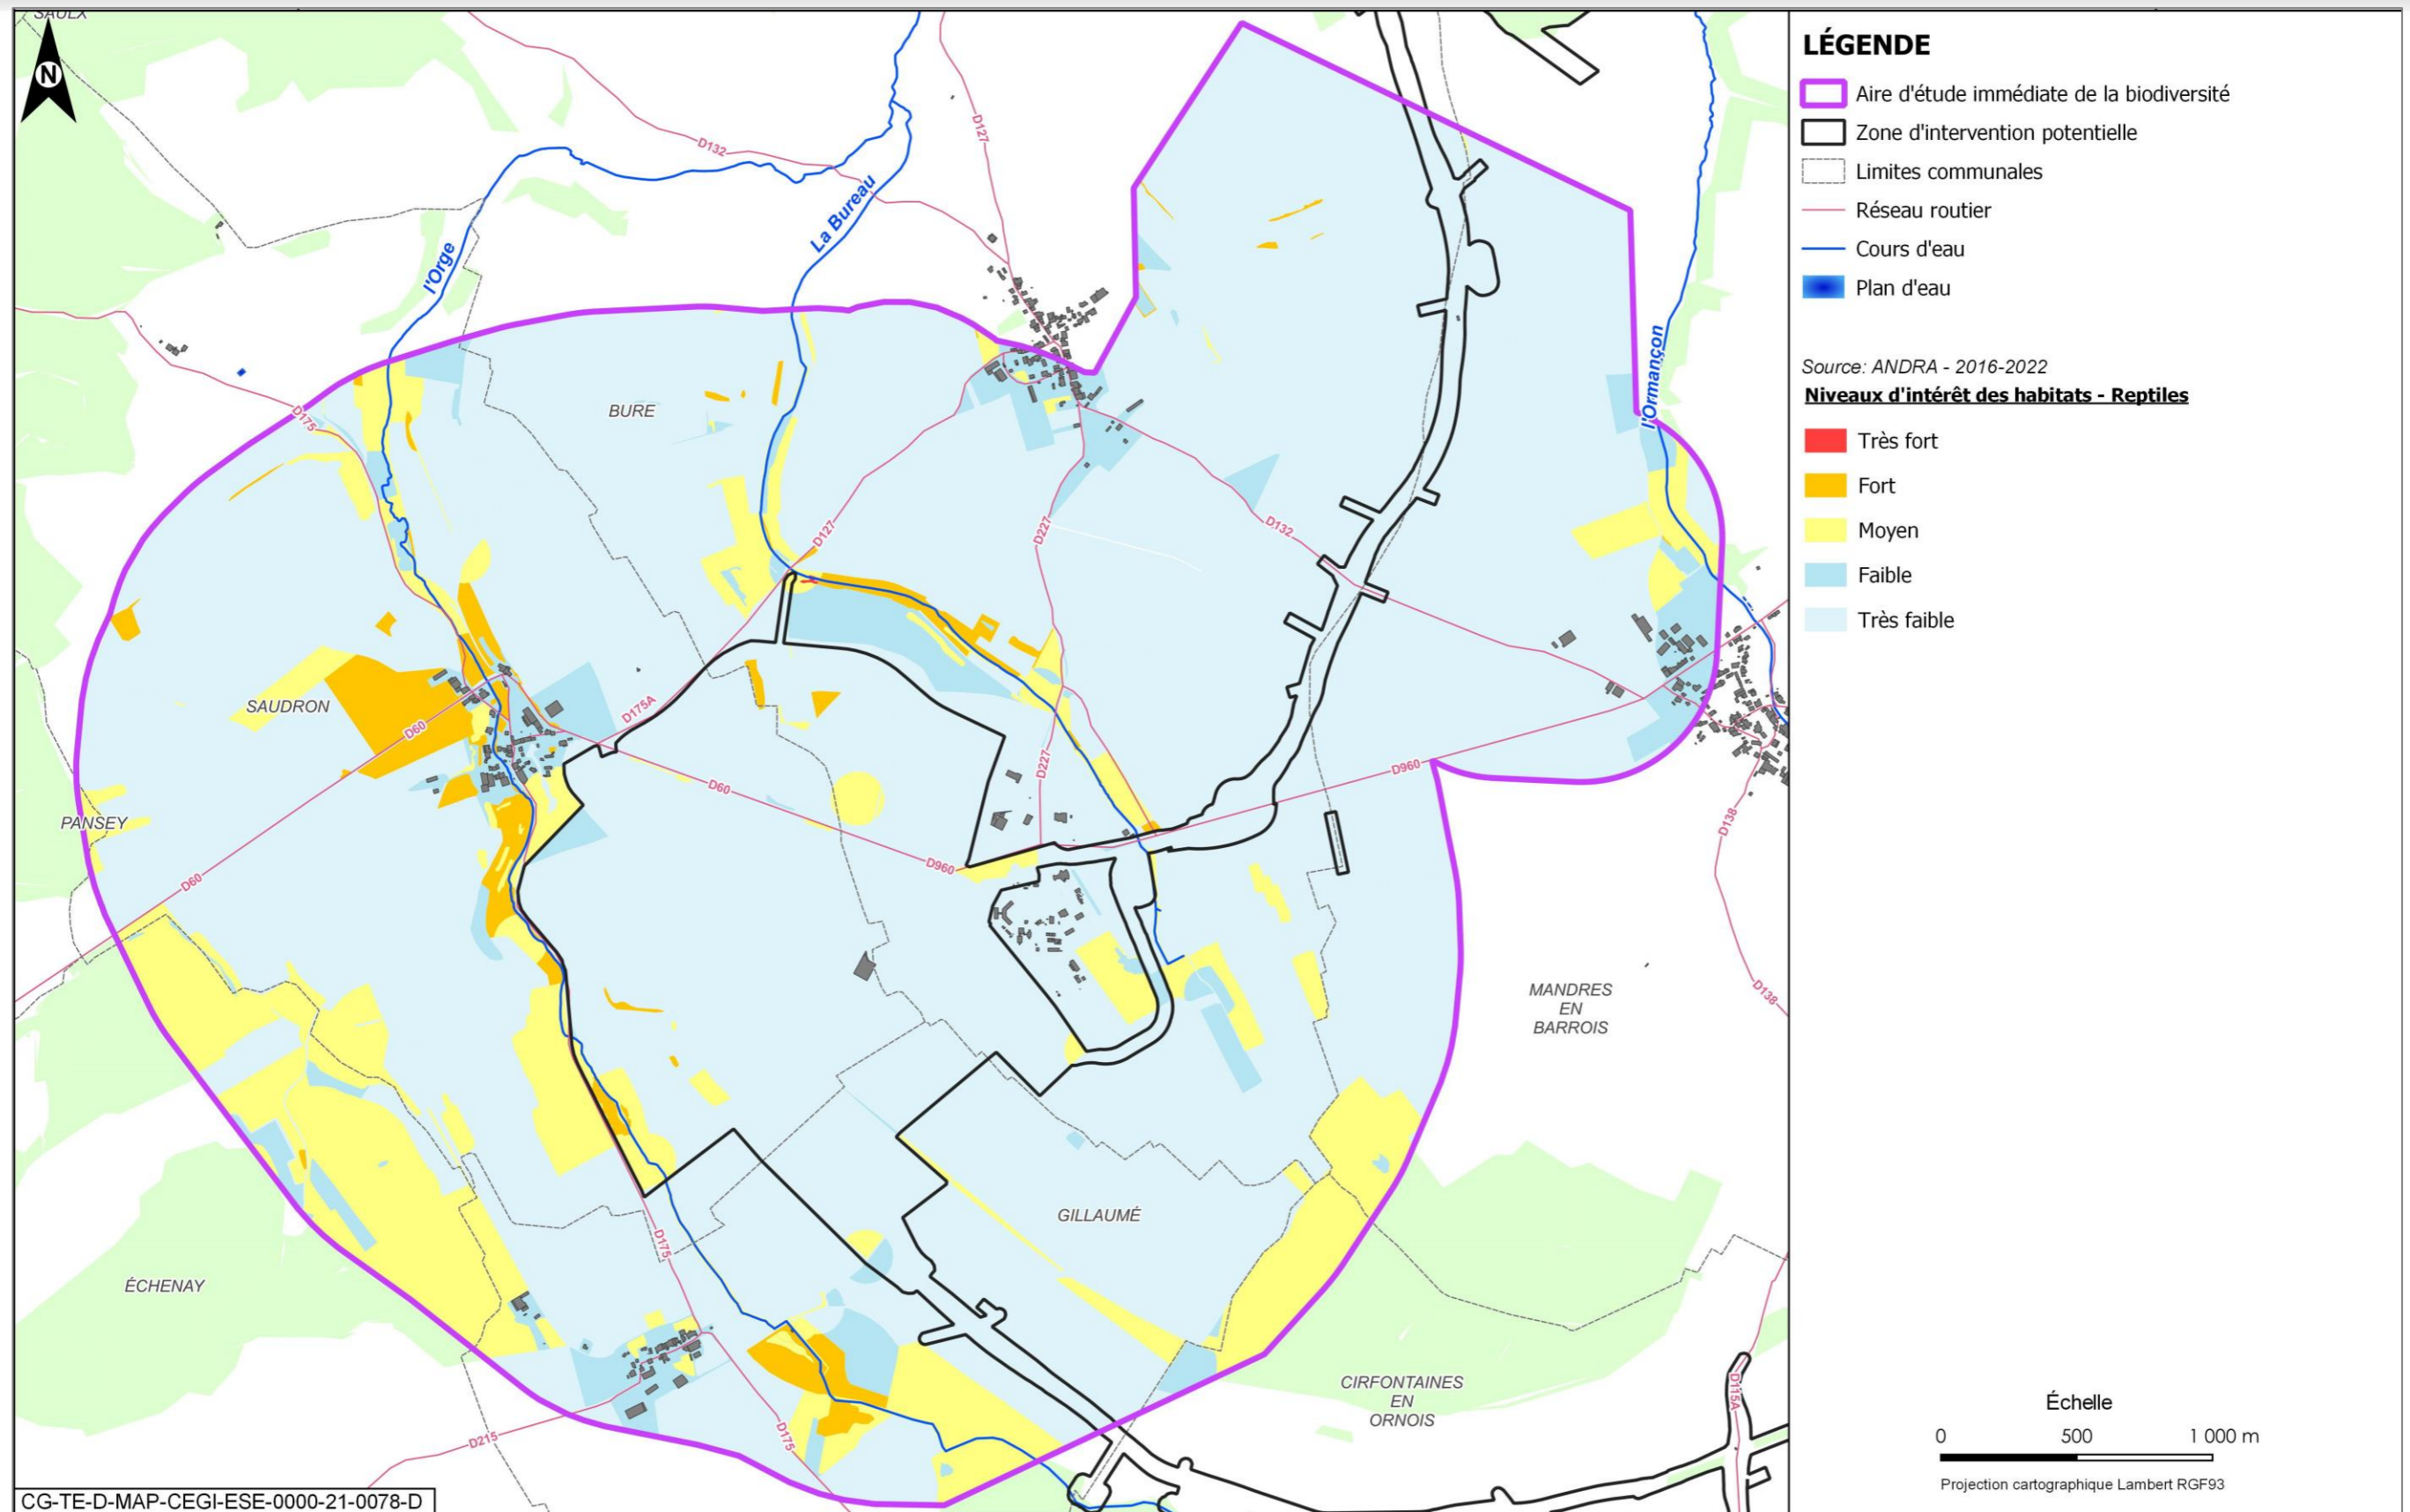 SAULX
N
D132
D127
La Bureau
l'Orge
l'Ormançon
D175
BURE
D127
D227
D132
SAUDRON
D175A
D60
D60
D227
D960
D138
PANSEY
D60
D960
MANDRES
EN
BARROIS
D138
GILLAUMÉ
D175
ÉCHENAY
CIRFONTAINES
EN
ORNOIS
D115A
D175
D215
CG-TE-D-MAP-CEGI-ESE-0000-21-0078-D
LÉGENDE
Aire d'étude immédiate de la biodiversité
Zone d'intervention potentielle
Limites communales
Réseau routier
Cours d'eau
Plan d'eau
Source: ANDRA - 2016-2022
Niveaux d'intérêt des habitats - Reptiles
Très fort
Fort
Moyen
Faible
Très faible
Échelle
0 500 1 000 m
Projection cartographique Lambert RGF93